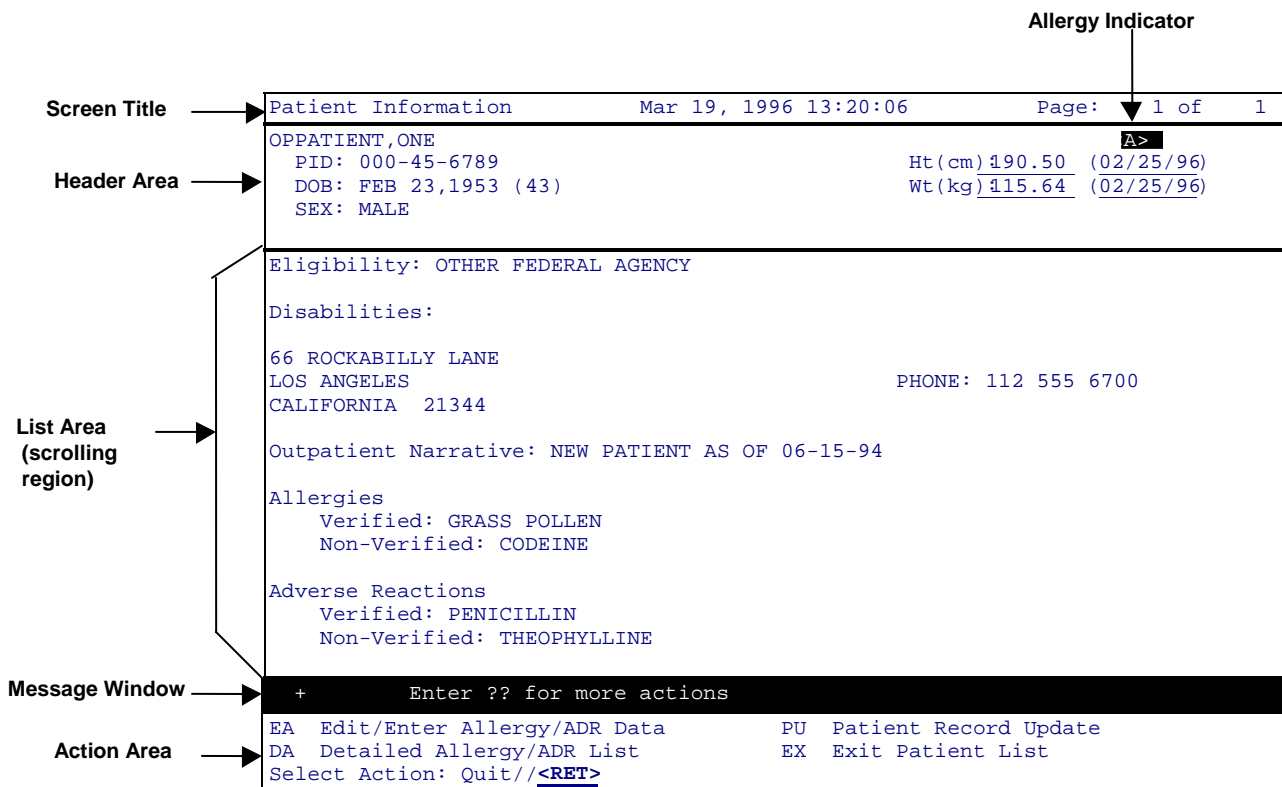 Allergy Indicator
Screen Title
Patient Information Mar 19, 1996 13:20:06 Page: 1 of 1
OPPATIENT,ONE A>
PID: 000-45-6789 Ht(cm):190.50 (02/25/96)
Header Area
DOB: FEB 23,1953 (43) Wt(kg):115.64 (02/25/96)
SEX: MALE
Eligibility: OTHER FEDERAL AGENCY
Disabilities:
66 ROCKABILLY LANE
LOS ANGELES PHONE: 112 555 6700
CALIFORNIA 21344
List Area
(scrolling
region)
Outpatient Narrative: NEW PATIENT AS OF 06-15-94
Allergies
Verified: GRASS POLLEN
Non-Verified: CODEINE
Adverse Reactions
Verified: PENICILLIN
Non-Verified: THEOPHYLLINE
Message Window
+ Enter ?? for more actions
EA Edit/Enter Allergy/ADR Data PU Patient Record Update
Action Area
DA Detailed Allergy/ADR List EX Exit Patient List
Select Action: Quit//<RET>